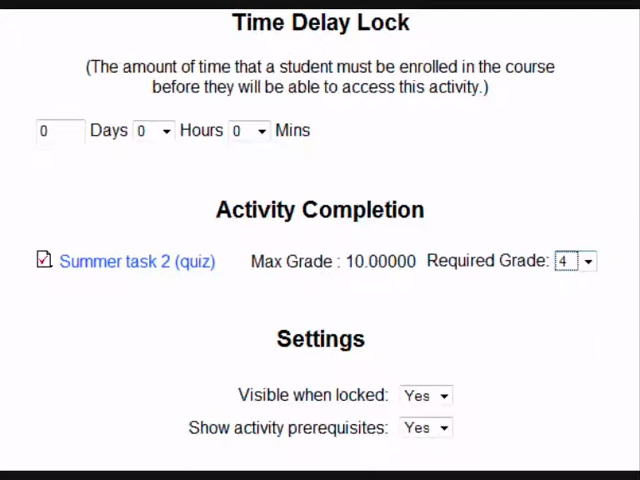 Time Delay Lock
(The amount of time that a student must be enrolled in the course
before they will be able to access this activity.)
0 Days 0 Hours 0 Mins
Activity Completion
Summer task 2 (quiz) Max Grade : 10.00000 Required Grade: 4
Settings
Visible when locked: Yes
Show activity prerequisites: Yes